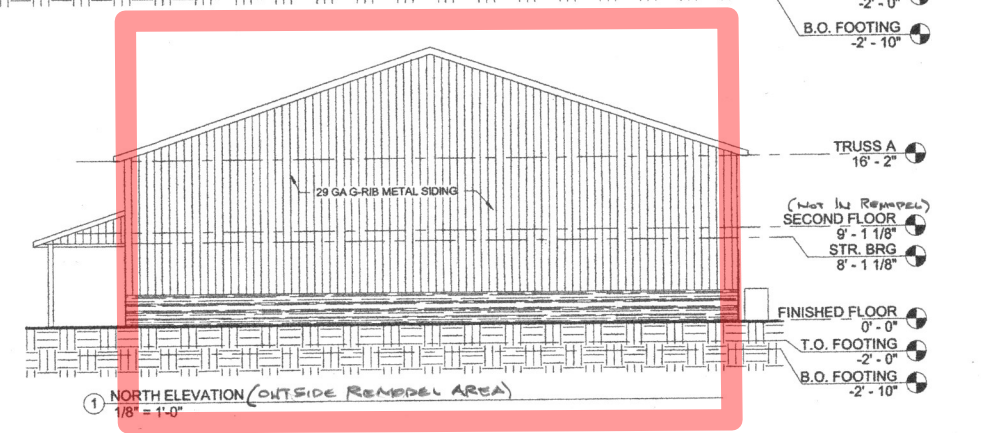 -2' - 0"
B.O. FOOTING
-2' - 10"
TRUSS A
16' - 2"
29 GA G-RIB METAL SIDING
(NOT IN REMODEL)
SECOND FLOOR
9' - 1 1/8"
STR. BRG
8' - 1 1/8"
FINISHED FLOOR
0' - 0"
T.O. FOOTING
-2' - 0"
B.O. FOOTING
-2' - 10"
1 NORTH ELEVATION (OUTSIDE REMODEL AREA)
1/8" = 1'-0"